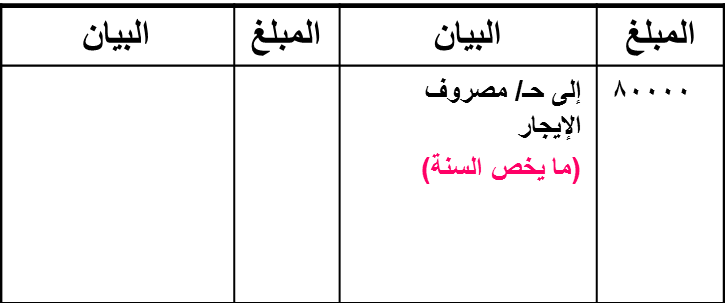 المبلغ البيان المبلغ البيان
٨٠٠٠٠ إلى حـ/ مصروف
الإيجار
(ما يخص السنة)